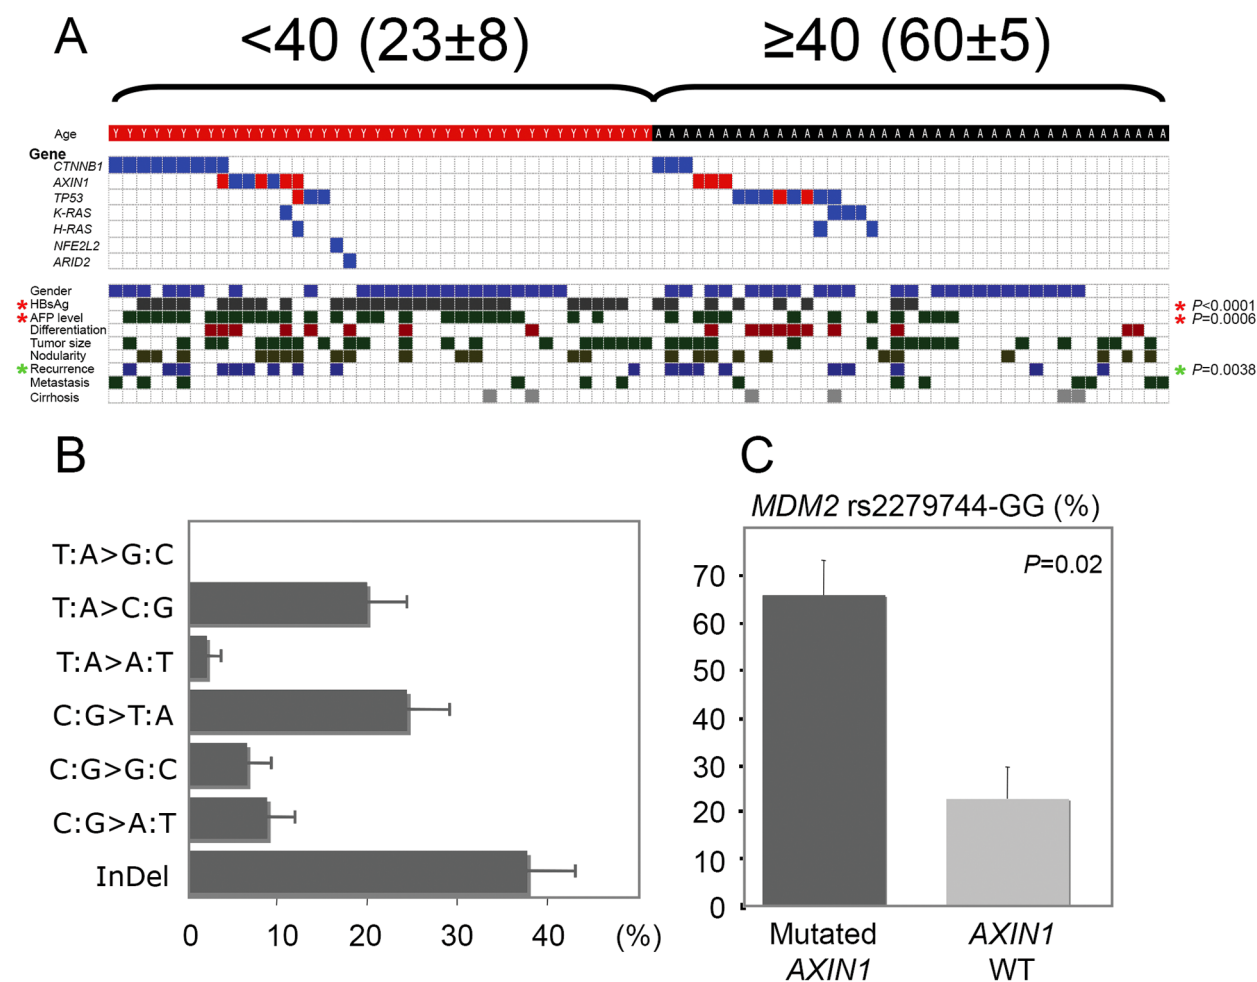 A
<40 (23±8)
≥40 (60±5)
Age
Y Y Y Y Y Y Y Y Y Y Y Y Y Y Y Y Y Y Y Y Y Y Y Y Y Y Y Y Y Y Y Y Y Y Y Y Y Y Y Y Y A A A A A A A A A A A A A A A A A A A A A A A A A A A A A A A A A A A A A A A
Gene
CTNNB1
AXIN1
TP53
K-RAS
H-RAS
NFE2L2
ARID2
Gender
* HBsAg
* P<0.0001
* AFP level
* P=0.0006
Differentiation
Tumor size
Nodularity
* Recurrence
* P=0.0038
Metastasis
Cirrhosis
B
T:A>G:C
T:A>C:G
T:A>A:T
C:G>T:A
C:G>G:C
C:G>A:T
InDel
0 10 20 30 40 (%)
C
MDM2 rs2279744-GG (%)
P=0.02
70
60
50
40
30
20
10
0
Mutated
AXIN1
AXIN1
WT